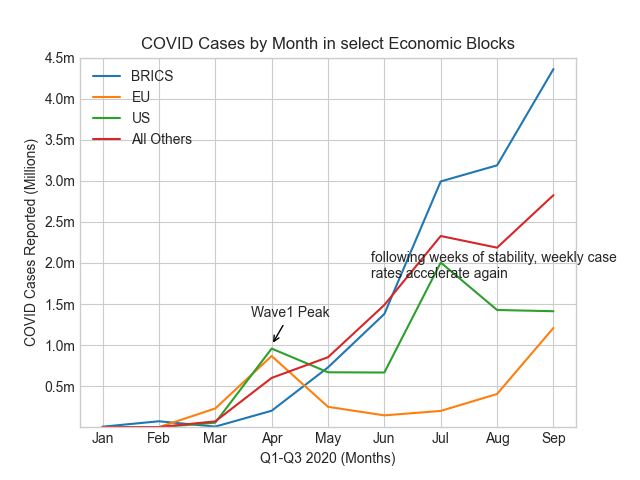 COVID Cases by Month in select Economic Blocks
4.5m
4.0m
3.5m
3.0m
2.5m
2.0m
1.5m
1.0m
0.5m
COVID Cases Reported (Millions)
BRICS
EU
US
All Others
following weeks of stability, weekly case
rates accelerate again
Wave1 Peak
Jan Feb Mar Apr May Jun Jul Aug Sep
Q1-Q3 2020 (Months)